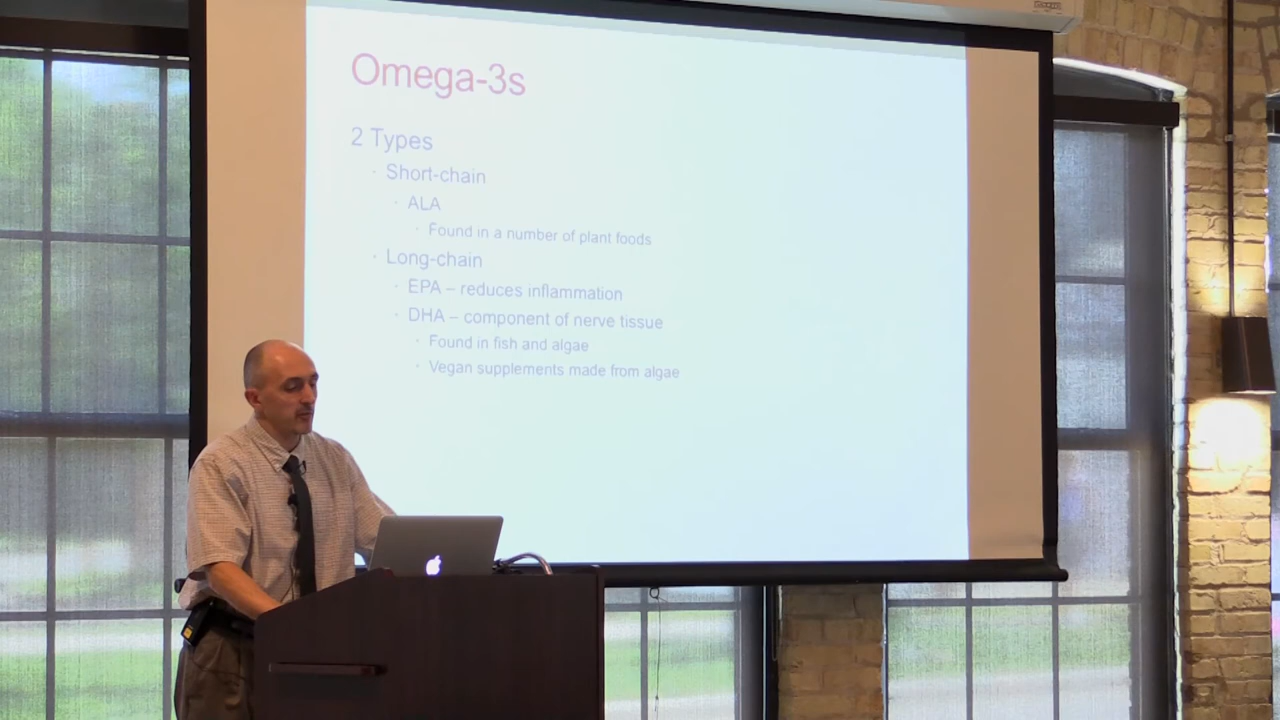 Omega-3s
2 Types
· Short-chain
· ALA
· Found in a number of plant foods
· Long-chain
· EPA – reduces inflammation
· DHA – component of nerve tissue
· Found in fish and algae
· Vegan supplements made from algae